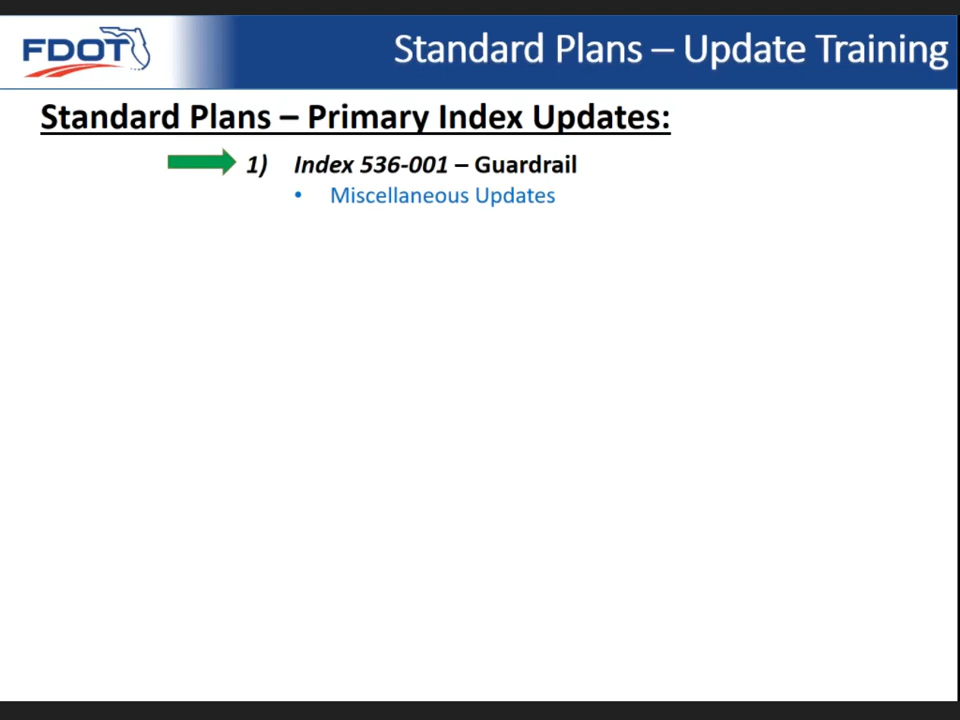 FDOT
Standard Plans – Update Training
Standard Plans – Primary Index Updates:
1) Index 536-001 – Guardrail
• Miscellaneous Updates